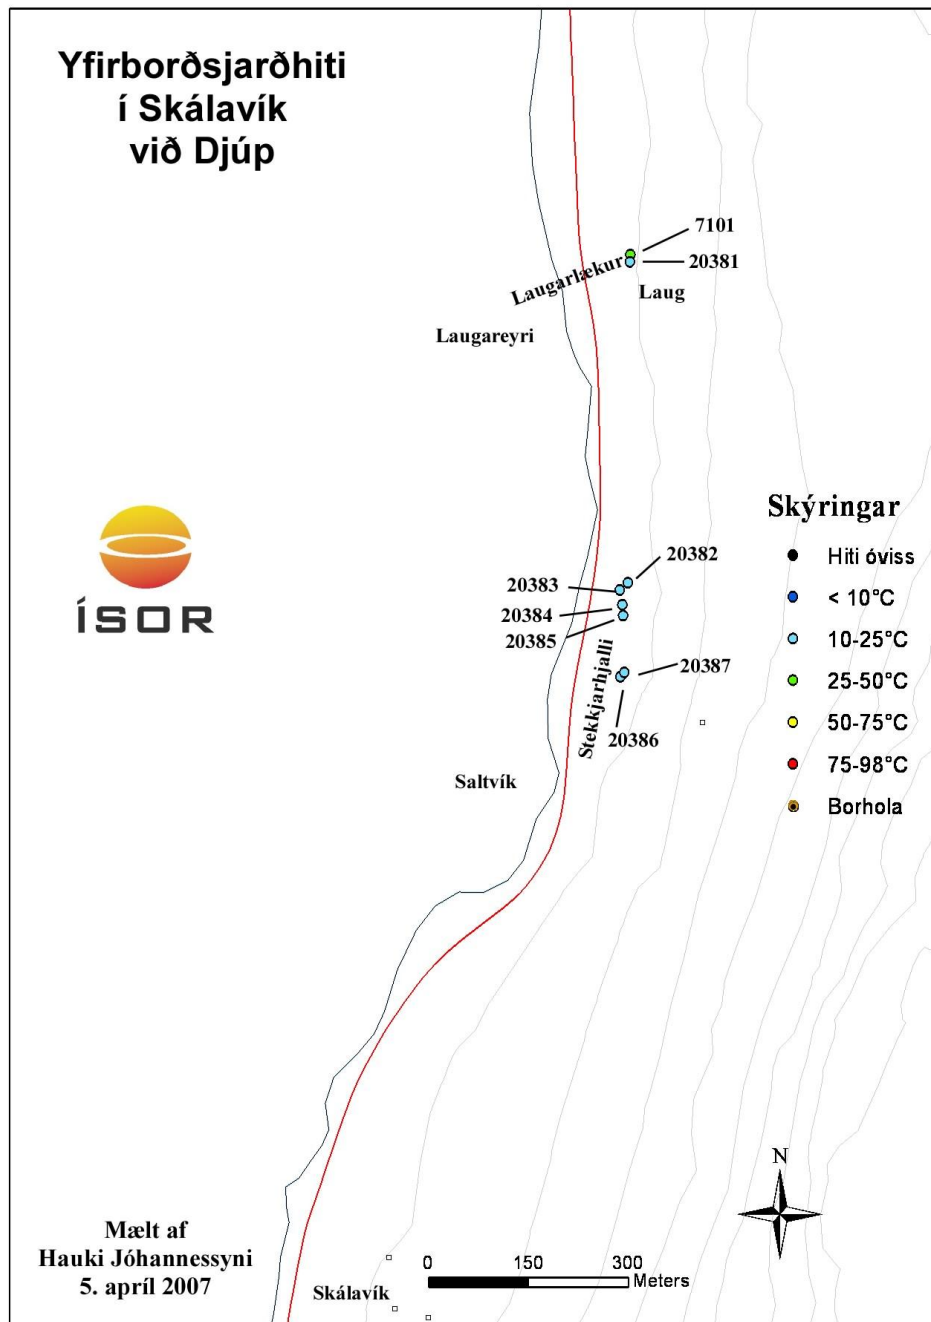 Yfirborðsjarðhiti
í Skálavík
við Djúp
7101
20381
Laugarlækur
Laug
Laugareyri
ÍSOR
Skýringar
Hiti óviss
< 10°C
10-25°C
25-50°C
50-75°C
75-98°C
Borhola
20382
20383
20384
20385
20387
Stekkjarhjalli
20386
Saltvík
N
Mælt af
Hauki Jóhannessyni
5. apríl 2007
Skálavík
0 150 300
Meters